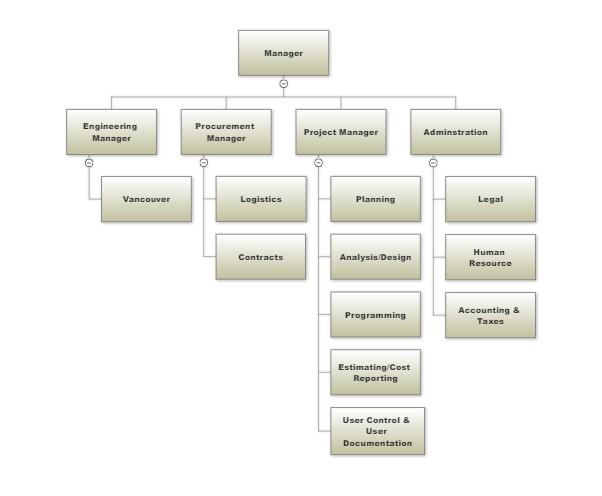 Manager
Engineering
Manager
Procurement
Manager
Project Manager
Adminstration
Vancouver
Logistics
Planning
Legal
Contracts
Analysis/Design
Human
Resource
Programming
Accounting &
Taxes
Estimating/Cost
Reporting
User Control &
User
Documentation